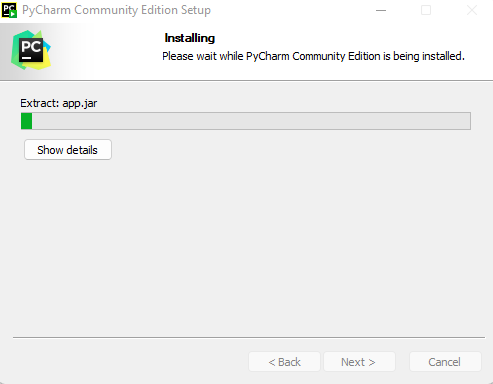 PyCharm Community Edition Setup
PC
Installing
Please wait while PyCharm Community Edition is being installed.
Extract: app.jar
Show details
< Back
Next >
Cancel